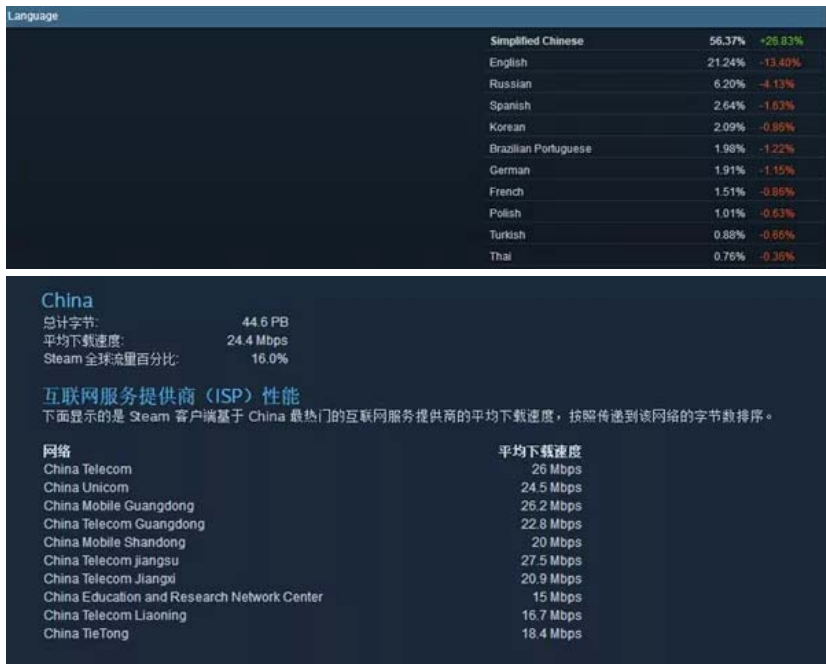 Language
Simplified Chinese 56.37% +26.83%
English 21.24% -13.40%
Russian 6.20% -4.13%
Spanish 2.64% -1.63%
Korean 2.09% -0.86%
Brazilian Portuguese 1.98% -1.22%
German 1.91% -1.15%
French 1.51% -0.86%
Polish 1.01% -0.63%
Turkish 0.88% -0.66%
Thai 0.76% -0.36%
China
总计字节: 44.6 PB
平均下载速度: 24.4 Mbps
Steam 全球流量百分比: 16.0%
互联网服务提供商（ISP）性能
下面显示的是 Steam 客户端基于 China 最热门的互联网服务提供商的平均下载速度，按照传递到该网络的字节数排序。
网络 平均下载速度
China Telecom 26 Mbps
China Unicom 24.5 Mbps
China Mobile Guangdong 26.2 Mbps
China Telecom Guangdong 22.8 Mbps
China Mobile Shandong 20 Mbps
China Telecom jiangsu 27.5 Mbps
China Telecom Jiangxi 20.9 Mbps
China Education and Research Network Center 15 Mbps
China Telecom Liaoning 16.7 Mbps
China TieTong 18.4 Mbps